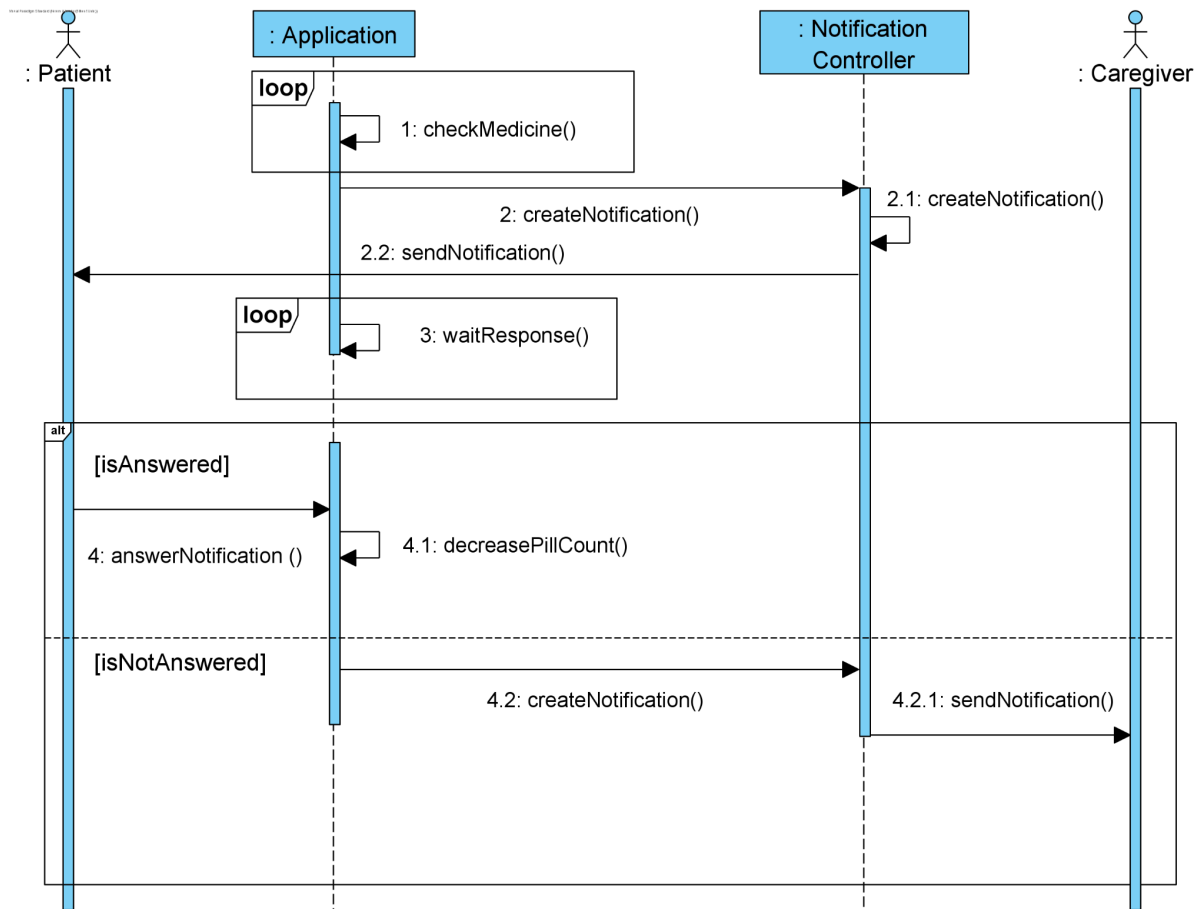 : Patient
: Application
: Notification
Controller
: Caregiver
loop
1: checkMedicine()
2: createNotification()
2.1: createNotification()
2.2: sendNotification()
loop
3: waitResponse()
alt
[isAnswered]
4: answerNotification ()
4.1: decreasePillCount()
[isNotAnswered]
4.2: createNotification()
4.2.1: sendNotification()